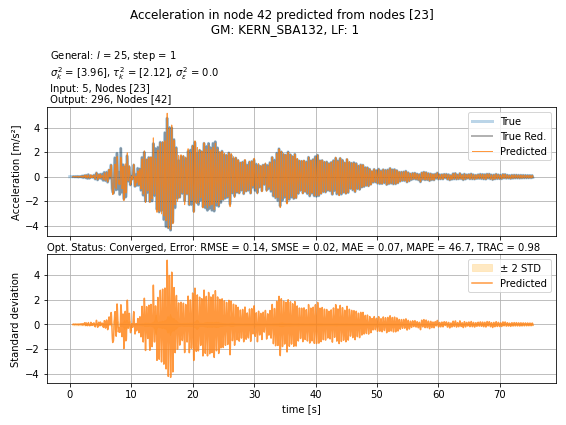 Acceleration in node 42 predicted from nodes [23]
GM: KERN_SBA132, LF: 1
General: l = 25, step = 1
σ²ₖ = [3.96], τ²ₖ = [2.12], σ²ε = 0.0
Input: 5, Nodes [23]
Output: 296, Nodes [42]
Acceleration [m/s²]
4
2
0
−2
−4
True
True Red.
Predicted
Opt. Status: Converged, Error: RMSE = 0.14, SMSE = 0.02, MAE = 0.07, MAPE = 46.7, TRAC = 0.98
Standard deviation
4
2
0
−2
−4
± 2 STD
Predicted
0 10 20 30 40 50 60 70
time [s]